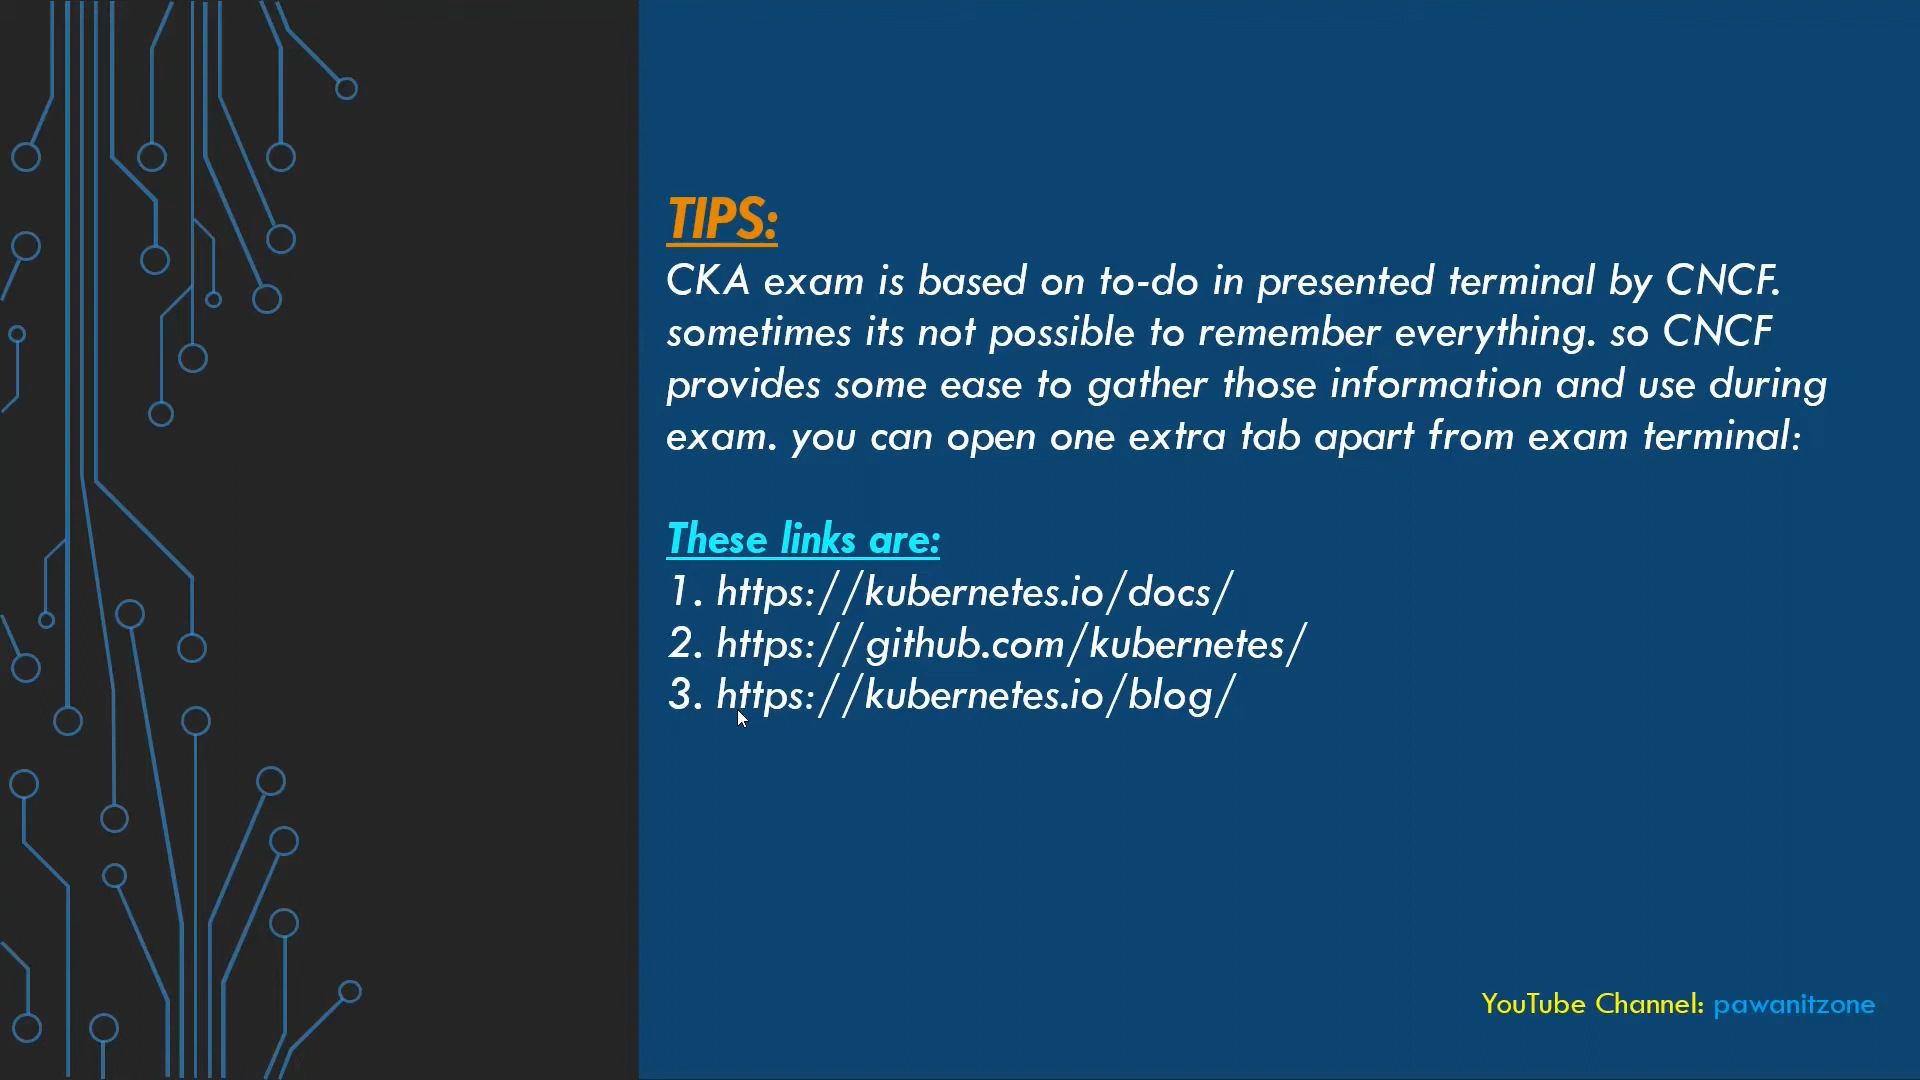 TIPS:
CKA exam is based on to-do in presented terminal by CNCF.
sometimes its not possible to remember everything. so CNCF
provides some ease to gather those information and use during
exam. you can open one extra tab apart from exam terminal:
These links are:
1. https://kubernetes.io/docs/
2. https://github.com/kubernetes/
3. https://kubernetes.io/blog/
YouTube Channel: pawanitzone